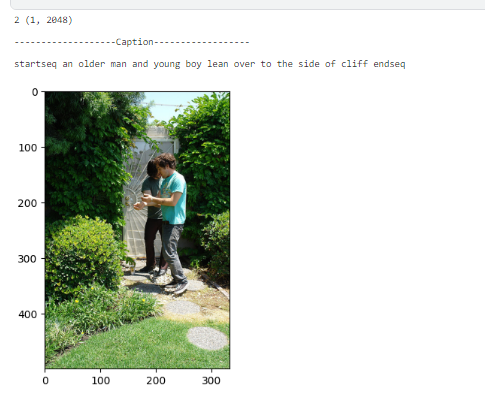 2 (1, 2048)
-------------------Caption------------------
startseq an older man and young boy lean over to the side of cliff endseq
0
100
200
300
400
0 100 200 300